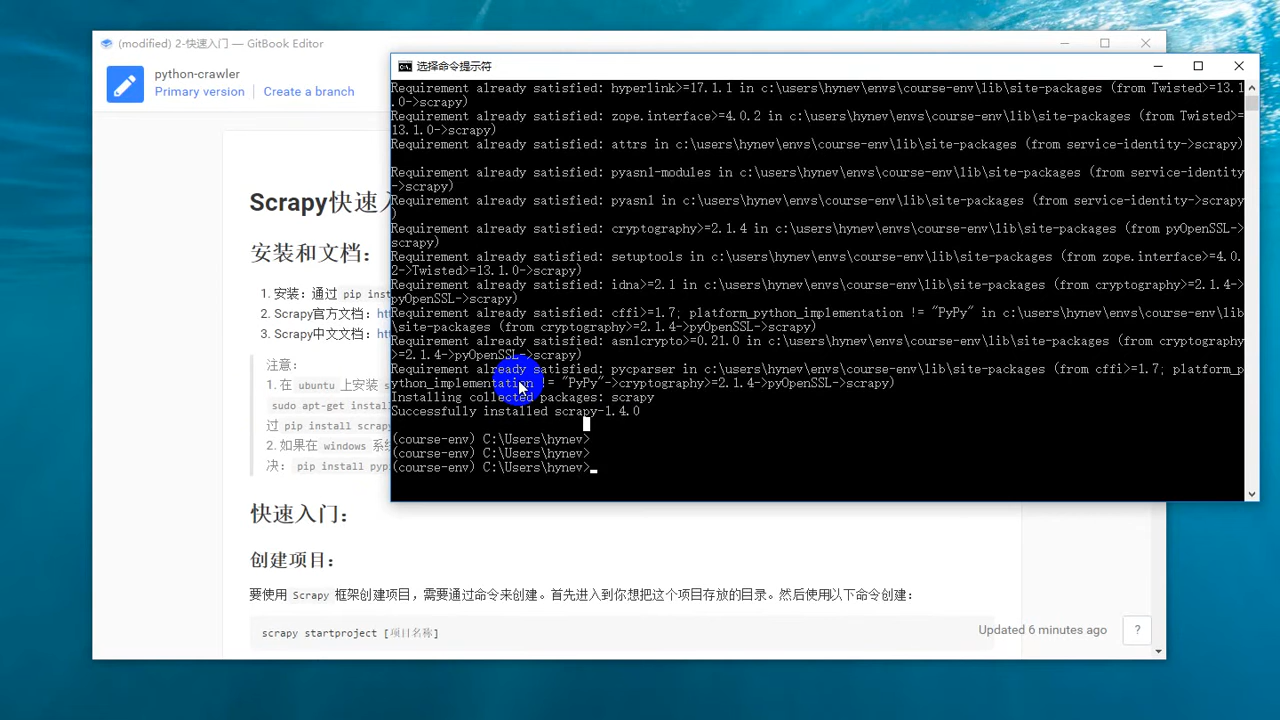 (modified) 2-快速入门 — GitBook Editor
python-crawler
Primary version
Create a branch
Scrapy快速入
安装和文档：
1. 安装：通过 pip inst
2. Scrapy官方文档：ht
3. Scrapy中文文档：ht
注意：
1. 在 ubuntu 上安装 s
sudo apt-get instal
过 pip install scrapy
2. 如果在 windows 系统
决： pip install pypi
快速入门：
创建项目：
要使用 Scrapy 框架创建项目，需要通过命令来创建。首先进入到你想把这个项目存放的目录。然后使用以下命令创建：
scrapy startproject [项目名称]
Updated 6 minutes ago
?
选择命令提示符
Requirement already satisfied: hyperlink>=17.1.1 in c:\users\hynev\envs\course-env\lib\site-packages (from Twisted>=13.1
.0->scrapy)
Requirement already satisfied: zope.interface>=4.0.2 in c:\users\hynev\envs\course-env\lib\site-packages (from Twisted>=
13.1.0->scrapy)
Requirement already satisfied: attrs in c:\users\hynev\envs\course-env\lib\site-packages (from service-identity->scrapy)
Requirement already satisfied: pyasn1-modules in c:\users\hynev\envs\course-env\lib\site-packages (from service-identity
->scrapy)
Requirement already satisfied: pyasn1 in c:\users\hynev\envs\course-env\lib\site-packages (from service-identity->scrapy
)
Requirement already satisfied: cryptography>=2.1.4 in c:\users\hynev\envs\course-env\lib\site-packages (from pyOpenSSL->
scrapy)
Requirement already satisfied: setuptools in c:\users\hynev\envs\course-env\lib\site-packages (from zope.interface>=4.0.
2->Twisted>=13.1.0->scrapy)
Requirement already satisfied: idna>=2.1 in c:\users\hynev\envs\course-env\lib\site-packages (from cryptography>=2.1.4->
pyOpenSSL->scrapy)
Requirement already satisfied: cffi>=1.7; platform_python_implementation != "PyPy" in c:\users\hynev\envs\course-env\lib
\site-packages (from cryptography>=2.1.4->pyOpenSSL->scrapy)
Requirement already satisfied: asn1crypto>=0.21.0 in c:\users\hynev\envs\course-env\lib\site-packages (from cryptography
>=2.1.4->pyOpenSSL->scrapy)
Requirement already satisfied: pycparser in c:\users\hynev\envs\course-env\lib\site-packages (from cffi>=1.7; platform_p
ython_implementation != "PyPy"->cryptography>=2.1.4->pyOpenSSL->scrapy)
Installing collected packages: scrapy
Successfully installed scrapy-1.4.0
(course-env) C:\Users\hynev>
(course-env) C:\Users\hynev>
(course-env) C:\Users\hynev>